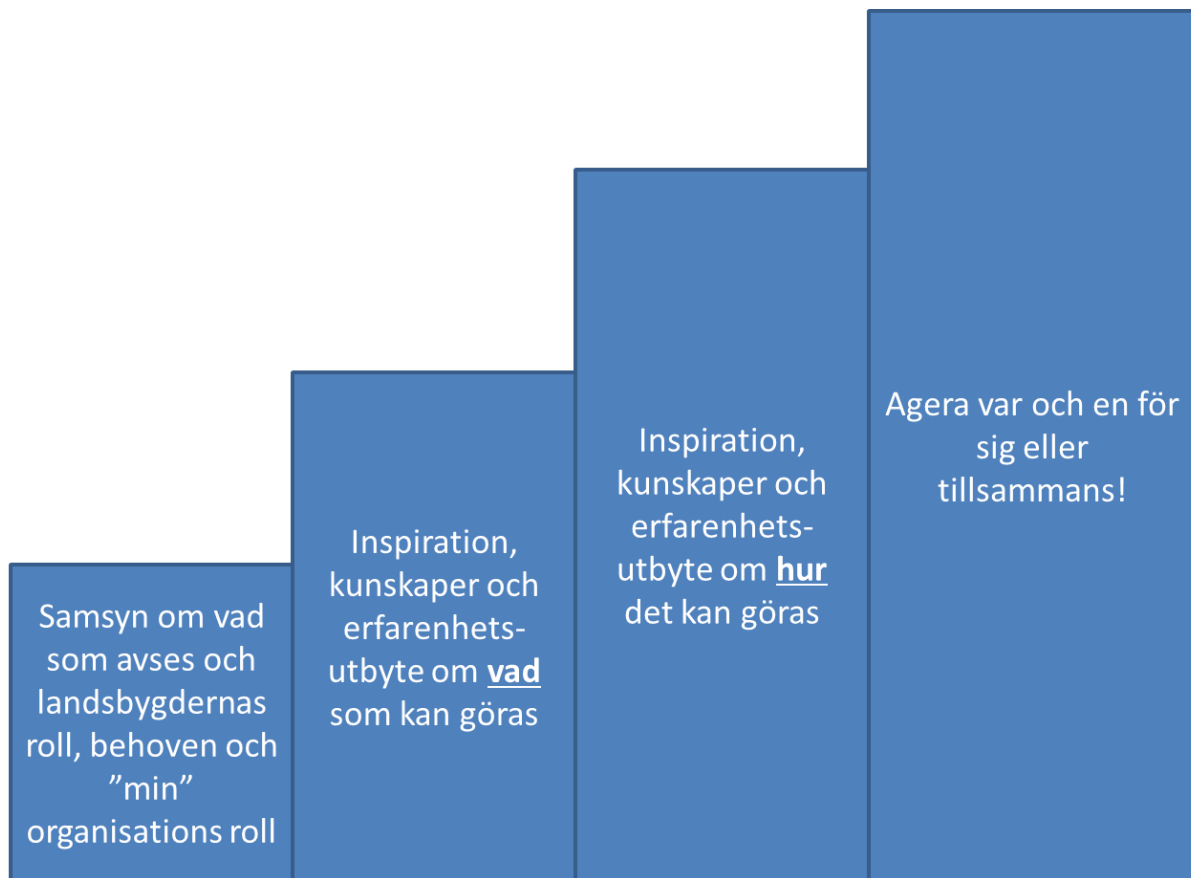 Samsyn om vad
som avses och
landsbygdernas
roll, behoven och
”min”
organisations roll
Inspiration,
kunskaper och
erfarenhets-
utbyte om vad
som kan göras
Inspiration,
kunskaper och
erfarenhets-
utbyte om hur
det kan göras
Agera var och en för
sig eller
tillsammans!